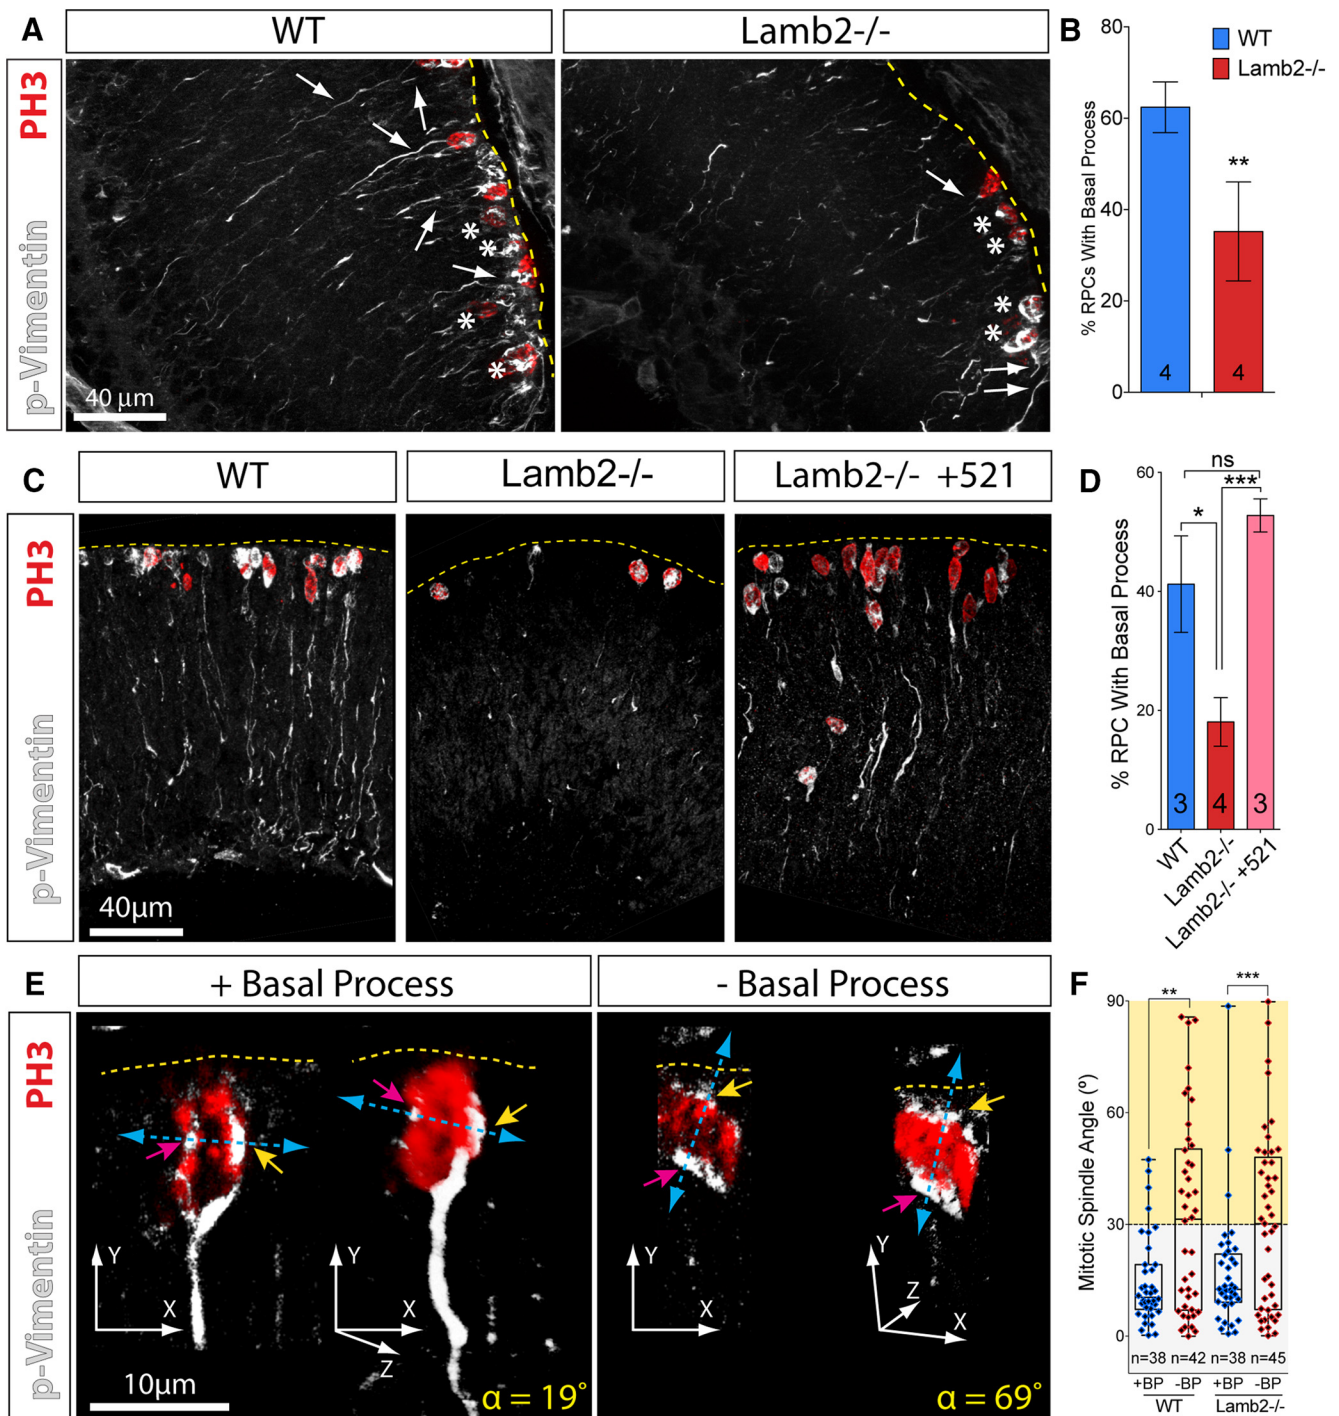 A
WT
Lamb2-/-
PH3
p-Vimentin
40 µm
*
*
*
*
*
*
*
*
B
% RPCs With Basal Process
80
60
40
20
0
WT
Lamb2-/-
**
4
4
C
WT
Lamb2-/-
Lamb2-/- +521
PH3
p-Vimentin
40µm
D
% RPC With Basal Process
60
40
20
0
ns
***
*
3
4
3
WT
Lamb2-/-
Lamb2-/- +521
E
+ Basal Process
- Basal Process
PH3
p-Vimentin
Y
X
Y
X
Z
Y
X
Y
Z
X
10µm
α = 19°
α = 69°
F
Mitotic Spindle Angle (º)
90
60
30
0
**
***
n=38 n=42 n=38 n=45
+BP -BP +BP -BP
WT Lamb2-/-